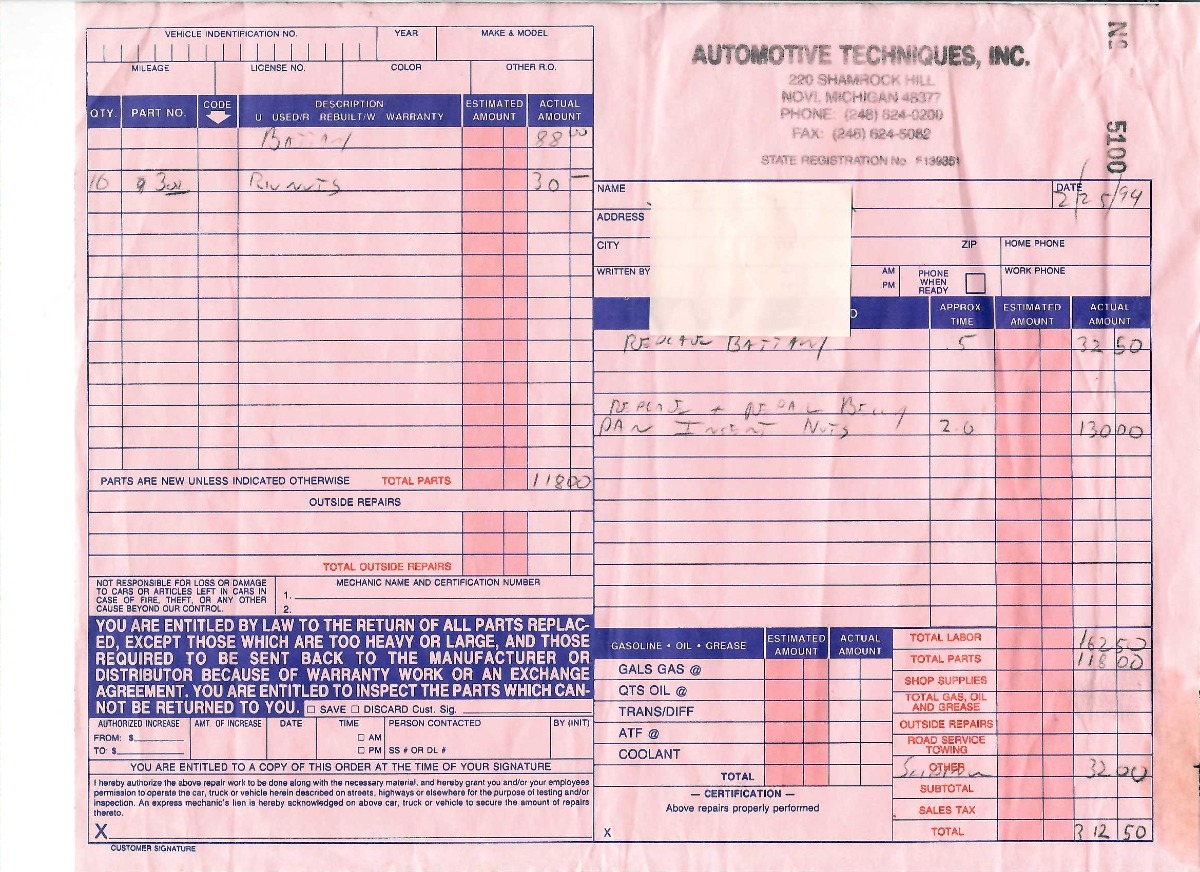 VEHICLE INDENTIFICATION NO. YEAR MAKE & MODEL
MILEAGE LICENSE NO. COLOR OTHER R.O.
QTY. PART NO. CODE DESCRIPTION ESTIMATED AMOUNT ACTUAL AMOUNT
U USED/R REBUILT/W WARRANTY
BATTARY 88 00
10 @ 300 RIVNUTS 30 —
PARTS ARE NEW UNLESS INDICATED OTHERWISE TOTAL PARTS 118 00
OUTSIDE REPAIRS
TOTAL OUTSIDE REPAIRS
NOT RESPONSIBLE FOR LOSS OR DAMAGE
TO CARS OR ARTICLES LEFT IN CARS IN
CASE OF FIRE, THEFT, OR ANY OTHER
CAUSE BEYOND OUR CONTROL.
MECHANIC NAME AND CERTIFICATION NUMBER
1.
2.
YOU ARE ENTITLED BY LAW TO THE RETURN OF ALL PARTS REPLAC-
ED, EXCEPT THOSE WHICH ARE TOO HEAVY OR LARGE, AND THOSE
REQUIRED TO BE SENT BACK TO THE MANUFACTURER OR
DISTRIBUTOR BECAUSE OF WARRANTY WORK OR AN EXCHANGE
AGREEMENT. YOU ARE ENTITLED TO INSPECT THE PARTS WHICH CAN-
NOT BE RETURNED TO YOU. SAVE DISCARD Cust. Sig.
AUTHORIZED INCREASE AMT. OF INCREASE DATE TIME PERSON CONTACTED BY (INIT)
FROM: $ AM
TO: $ PM SS # OR DL #
YOU ARE ENTITLED TO A COPY OF THIS ORDER AT THE TIME OF YOUR SIGNATURE
I hereby authorize the above repair work to be done along with the necessary material, and hereby grant you and/or your employees
permission to operate the car, truck or vehicle herein described on streets, highways or elsewhere for the purpose of testing and/or
inspection. An express mechanic's lien is hereby acknowledged on above car, truck or vehicle to secure the amount of repairs
thereto.
X
CUSTOMER SIGNATURE
AUTOMOTIVE TECHNIQUES, INC.
220 SHAMROCK HILL
NOVI, MICHIGAN 48377
PHONE: (248) 624-0200
FAX: (248) 624-5082
STATE REGISTRATION No. F139351
5100
NAME DATE 2/25/94
ADDRESS
CITY ZIP HOME PHONE
WRITTEN BY AM PM PHONE WHEN READY WORK PHONE
APPROX TIME ESTIMATED AMOUNT ACTUAL AMOUNT
REPLACE BATTARY .5 32 50
REPLACE + REPAIR BELLY
PAN INSERT NUTS 2.0 130 00
GASOLINE • OIL • GREASE ESTIMATED AMOUNT ACTUAL AMOUNT
GALS GAS @
QTS OIL @
TRANS/DIFF
ATF @
COOLANT
TOTAL
— CERTIFICATION —
Above repairs properly performed
X
TOTAL LABOR 162 50
TOTAL PARTS 118 00
SHOP SUPPLIES
TOTAL GAS, OIL AND GREASE
OUTSIDE REPAIRS
ROAD SERVICE TOWING
OTHER 32 00
SUBTOTAL
SALES TAX
TOTAL 312 50